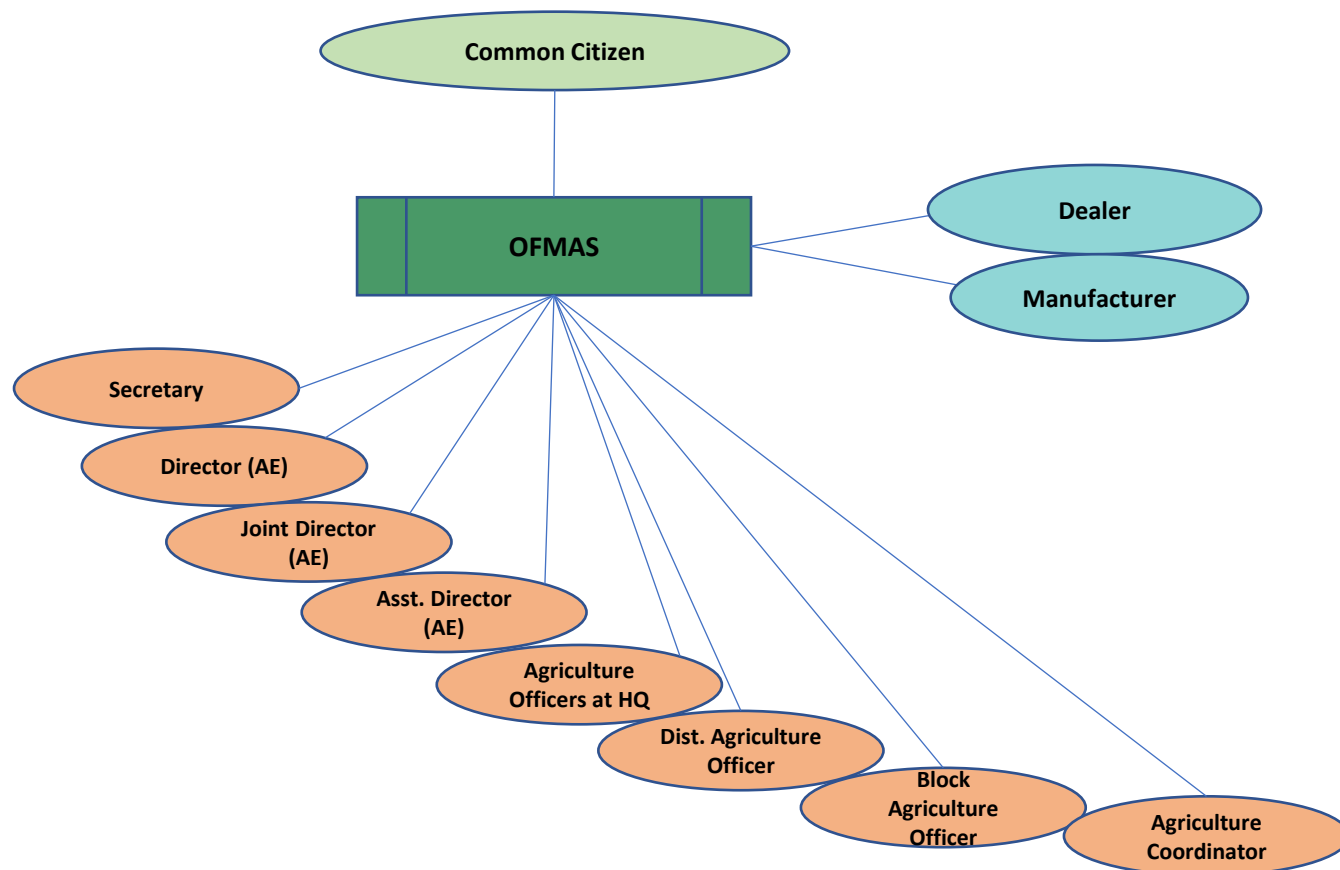 Common Citizen
OFMAS
Dealer
Manufacturer
Secretary
Director (AE)
Joint Director
(AE)
Asst. Director
(AE)
Agriculture
Officers at HQ
Dist. Agriculture
Officer
Block
Agriculture
Officer
Agriculture
Coordinator